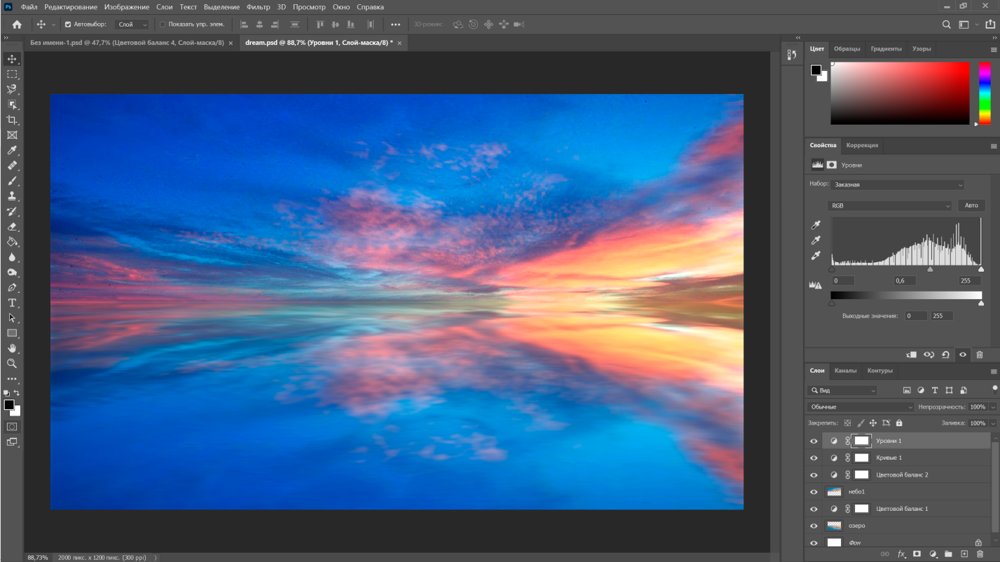 Ps Файл Редактирование Изображение Слои Текст Выделение Фильтр 3D Просмотр Окно Справка
Автовыбор: Слой Показать упр. элем. 3D-режим:
Без имени-1.psd @ 47,7% (Цветовой баланс 4, Слой-маска/8) × dream.psd @ 88,7% (Уровни 1, Слой-маска/8) * ×
Цвет Образцы Градиенты Узоры
Свойства Коррекция
Уровни
Набор: Заказная
RGB Авто
0 0,6 255
Выходные значения: 0 255
Слои Каналы Контуры
Вид
Обычные Непрозрачность: 100%
Закрепить: Заливка: 100%
Уровни 1
Кривые 1
Цветовой баланс 2
небо1
Цветовой баланс 1
озеро
Фон
88,73% 2000 пикс. x 1200 пикс. (300 ppi)